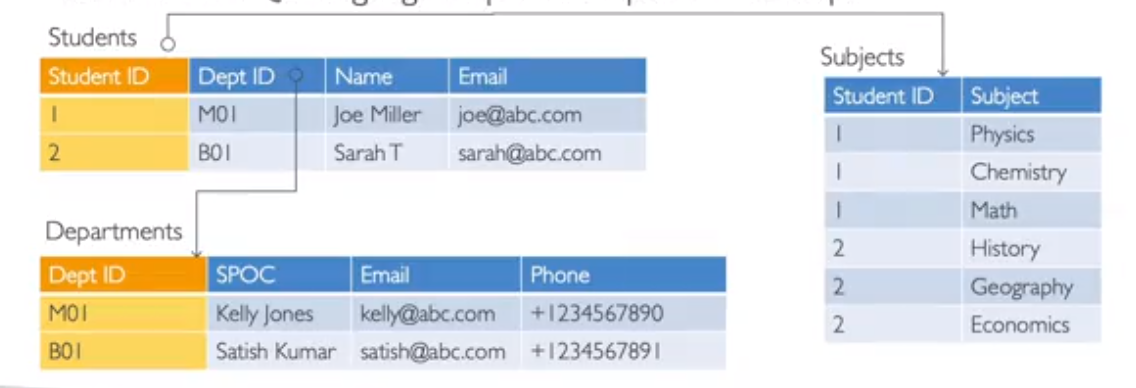 Students
Student ID Dept ID Name Email
1 M01 Joe Miller joe@abc.com
2 B01 Sarah T sarah@abc.com
Departments
Dept ID SPOC Email Phone
M01 Kelly Jones kelly@abc.com +1234567890
B01 Satish Kumar satish@abc.com +1234567891
Subjects
Student ID Subject
1 Physics
1 Chemistry
1 Math
2 History
2 Geography
2 Economics